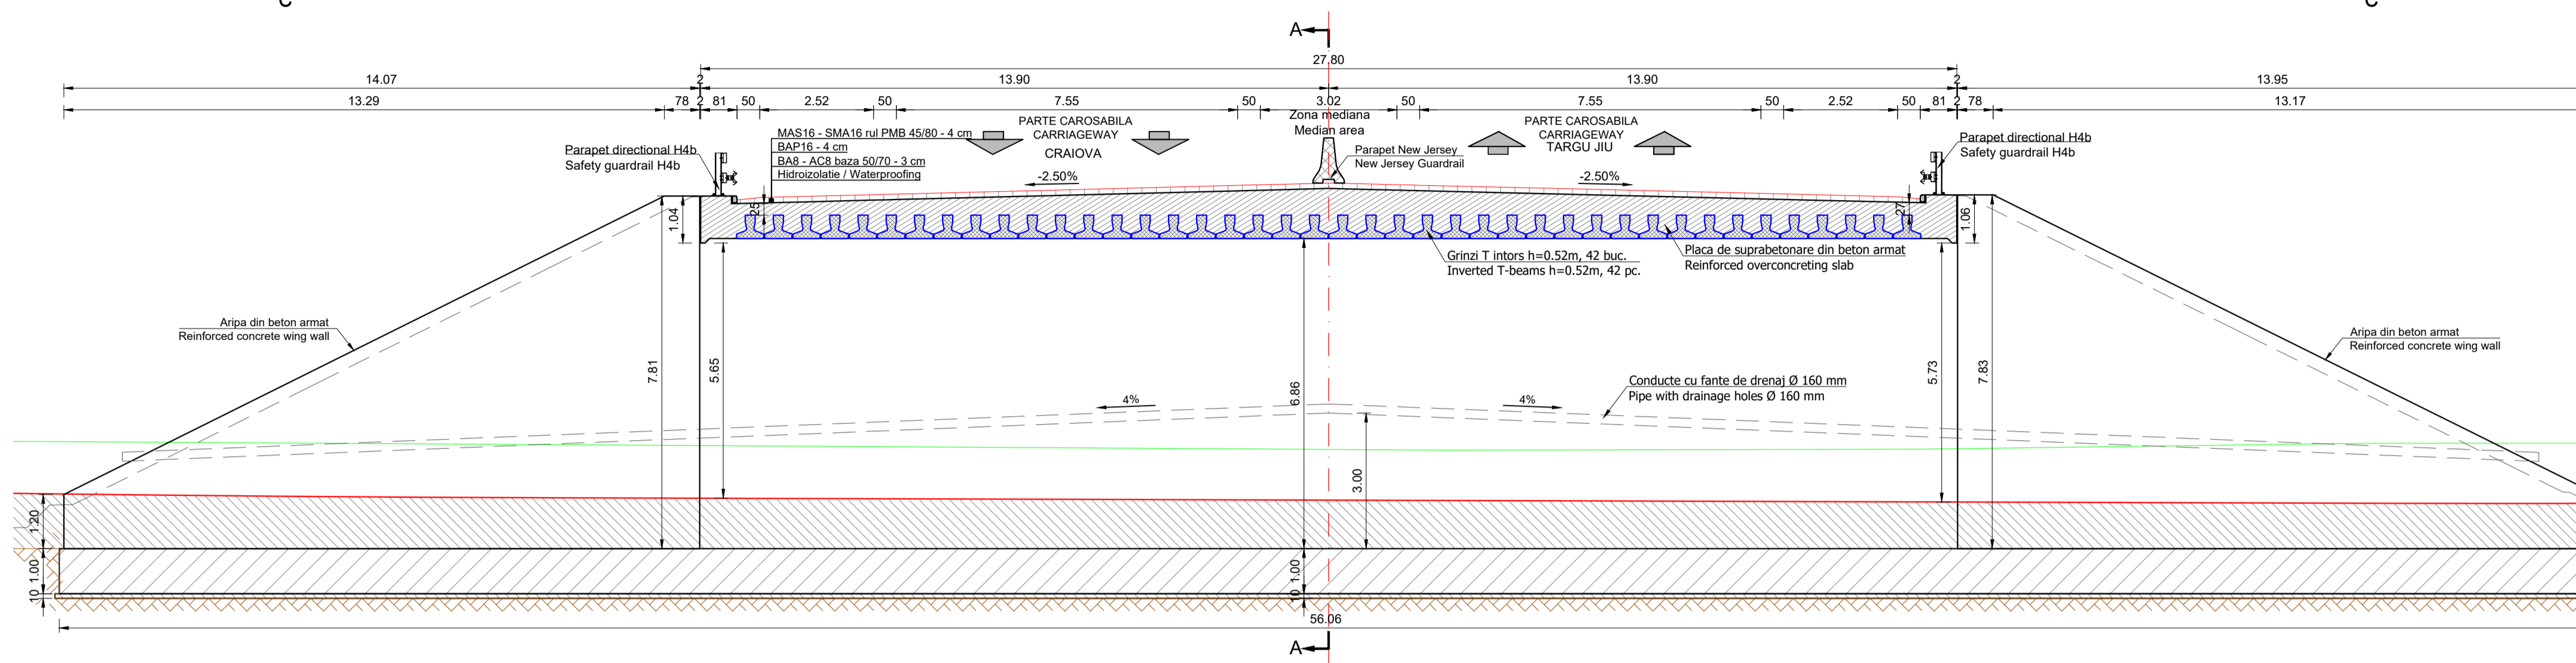 C
C
A
27.80
14.07
2
13.90
13.90
2
13.95
13.29
78
2
81
50
2.52
50
7.55
50
3.02
50
7.55
50
2.52
50
81
2
78
13.17
Zona mediana
Median area
PARTE CAROSABILA
CARRIAGEWAY
CRAIOVA
PARTE CAROSABILA
CARRIAGEWAY
TARGU JIU
MAS16 - SMA16 rul PMB 45/80 - 4 cm
BAP16 - 4 cm
BA8 - AC8 baza 50/70 - 3 cm
Hidroizolatie / Waterproofing
Parapet directional H4b
Safety guardrail H4b
Parapet New Jersey
New Jersey Guardrail
Parapet directional H4b
Safety guardrail H4b
-2.50%
-2.50%
25
27
1.04
1.06
Grinzi T intors h=0.52m, 42 buc.
Inverted T-beams h=0.52m, 42 pc.
Placa de suprabetonare din beton armat
Reinforced overconcreting slab
Aripa din beton armat
Reinforced concrete wing wall
Aripa din beton armat
Reinforced concrete wing wall
7.81
5.65
6.86
5.73
7.83
4%
4%
Conducte cu fante de drenaj Ø 160 mm
Pipe with drainage holes Ø 160 mm
3.00
1.20
1.00
10
1.00
10
56.06
A